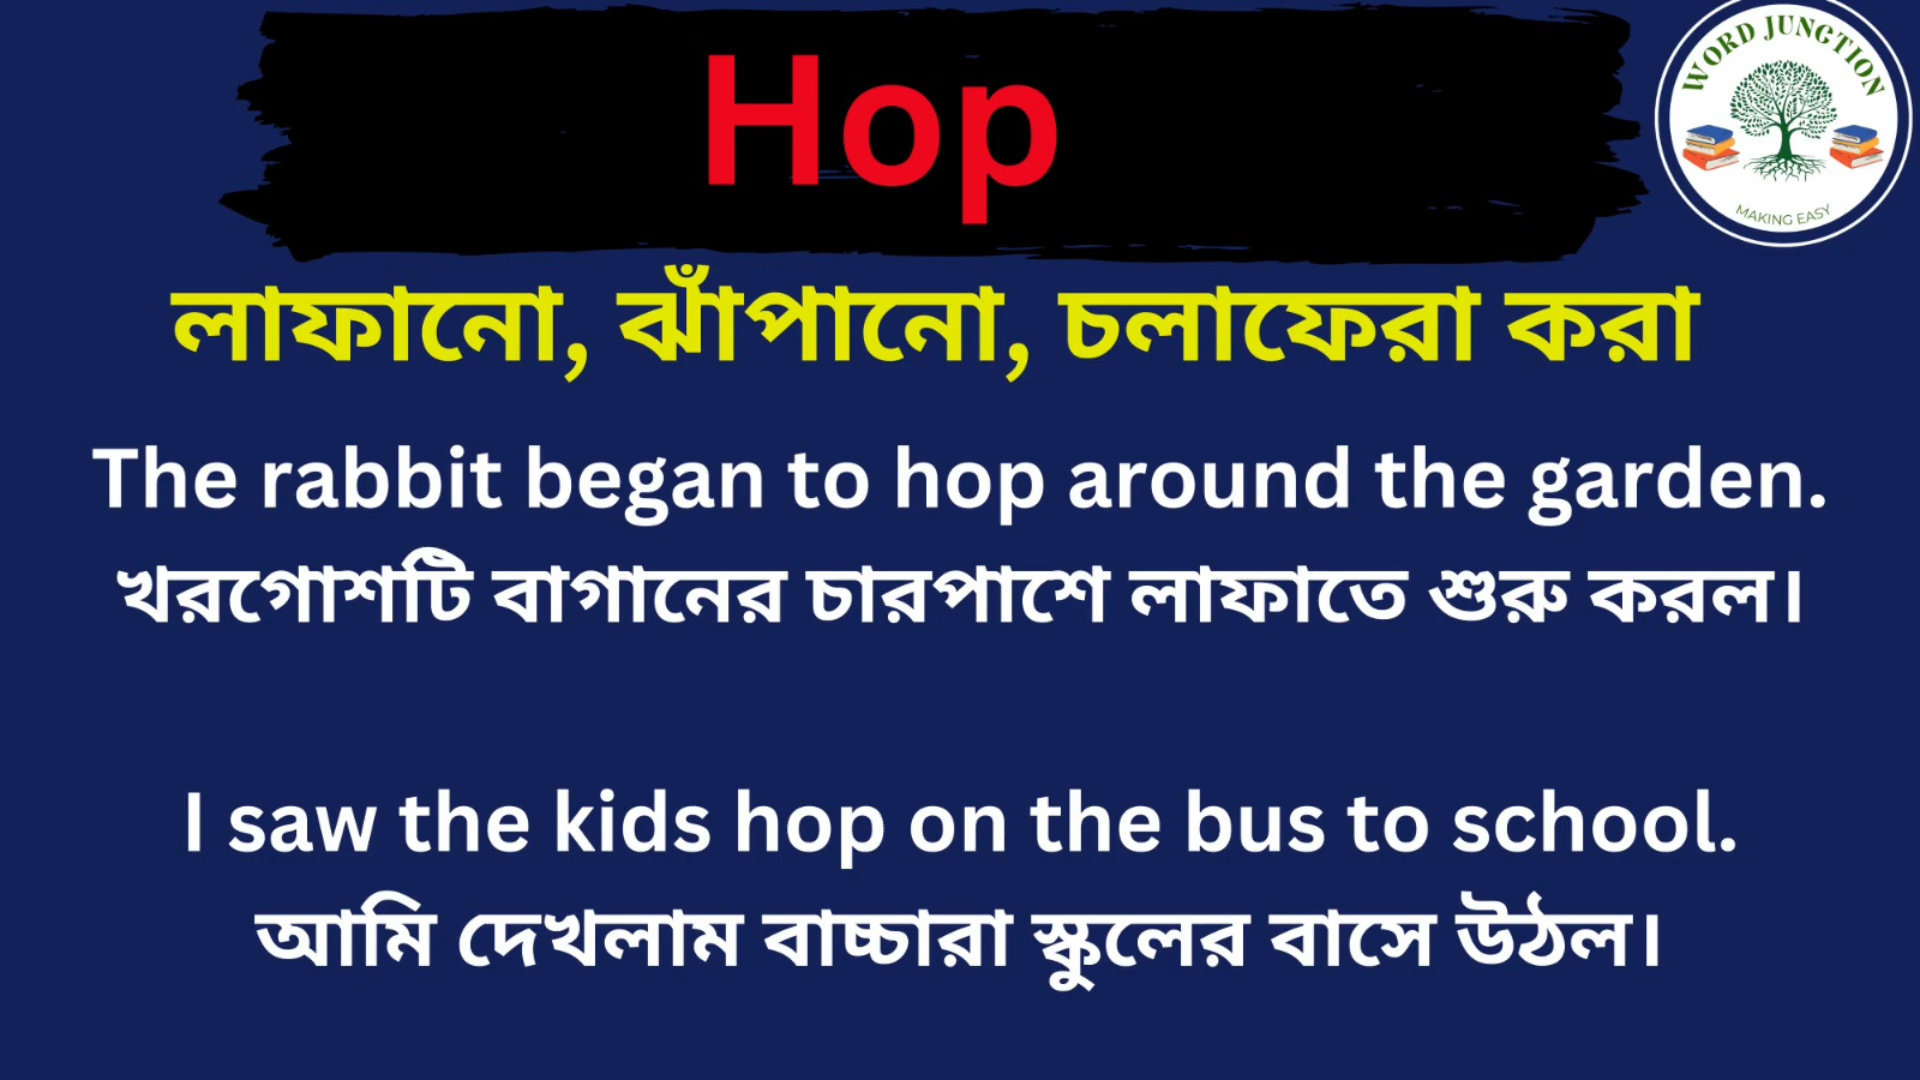 WORD JUNCTION
MAKING EASY
Hop
লাফানো, ঝাঁপানো, চলাফেরা করা
The rabbit began to hop around the garden.
খরগোশটি বাগানের চারপাশে লাফাতে শুরু করল।
I saw the kids hop on the bus to school.
আমি দেখলাম বাচ্চারা স্কুলের বাসে উঠল।